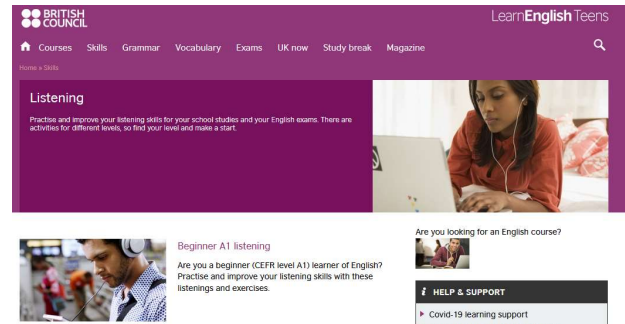 BRITISH
COUNCIL
LearnEnglish Teens
Courses Skills Grammar Vocabulary Exams UK now Study break Magazine
Home » Skills
Listening
Practise and improve your listening skills for your school studies and your English exams. There are
activities for different levels, so find your level and make a start.
Beginner A1 listening
Are you a beginner (CEFR level A1) learner of English?
Practise and improve your listening skills with these
listenings and exercises.
Are you looking for an English course?
i HELP & SUPPORT
Covid-19 learning support